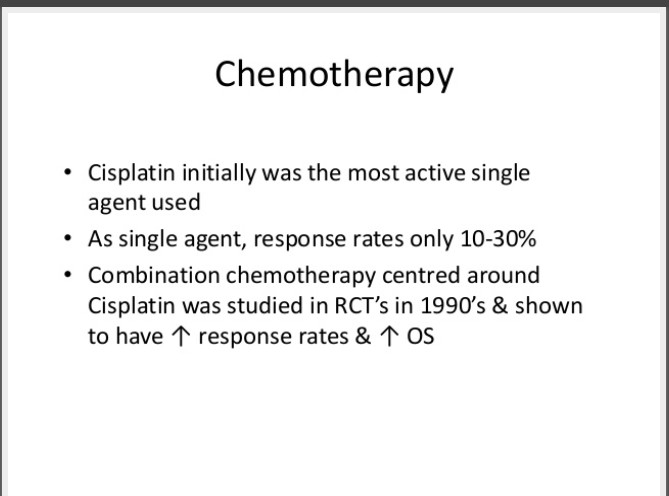 Chemotherapy
• Cisplatin initially was the most active single
agent used
• As single agent, response rates only 10-30%
• Combination chemotherapy centred around
Cisplatin was studied in RCT’s in 1990’s & shown
to have ↑ response rates & ↑ OS